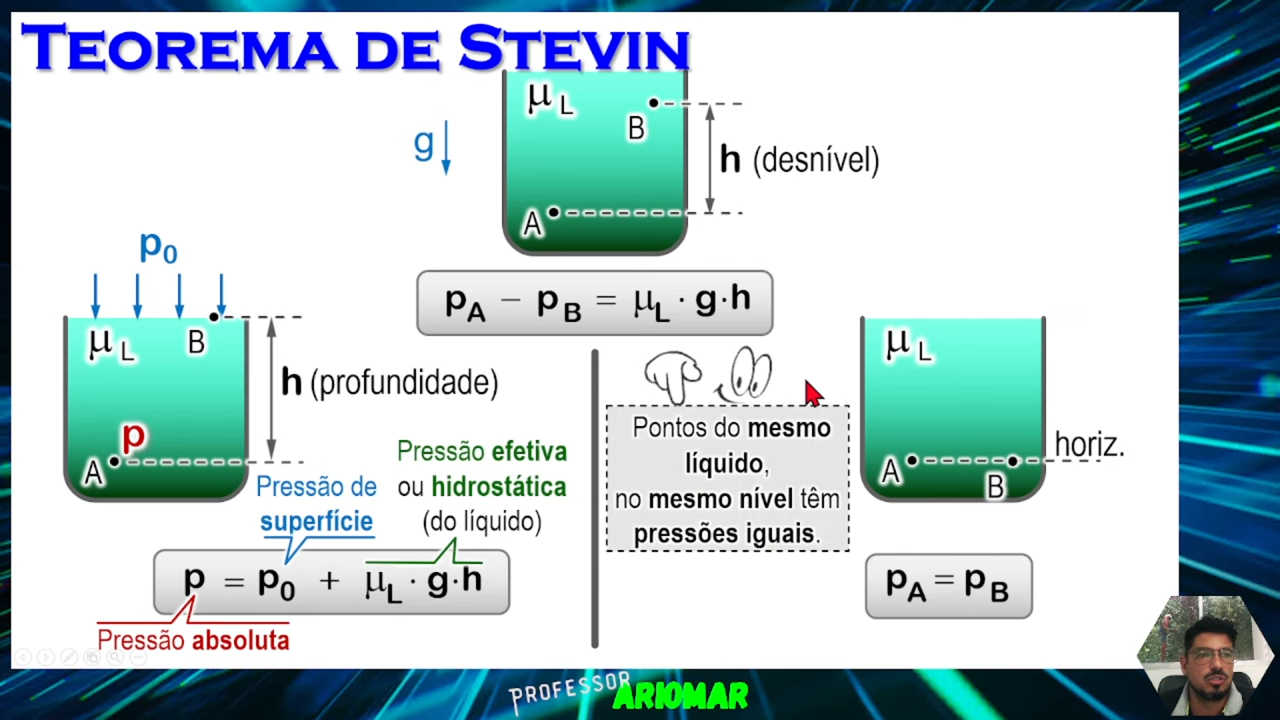 TEOREMA DE STEVIN
μL
B
g
h (desnível)
A
pA − pB = μL · g·h
p0
μL
B
h (profundidade)
p
A
Pressão efetiva
ou hidrostática
(do líquido)
Pressão de
superfície
p = p0 + μL · g·h
Pressão absoluta
Pontos do mesmo
líquido,
no mesmo nível têm
pressões iguais.
μL
horiz.
A
B
pA = pB
PROFESSOR ARIOMAR